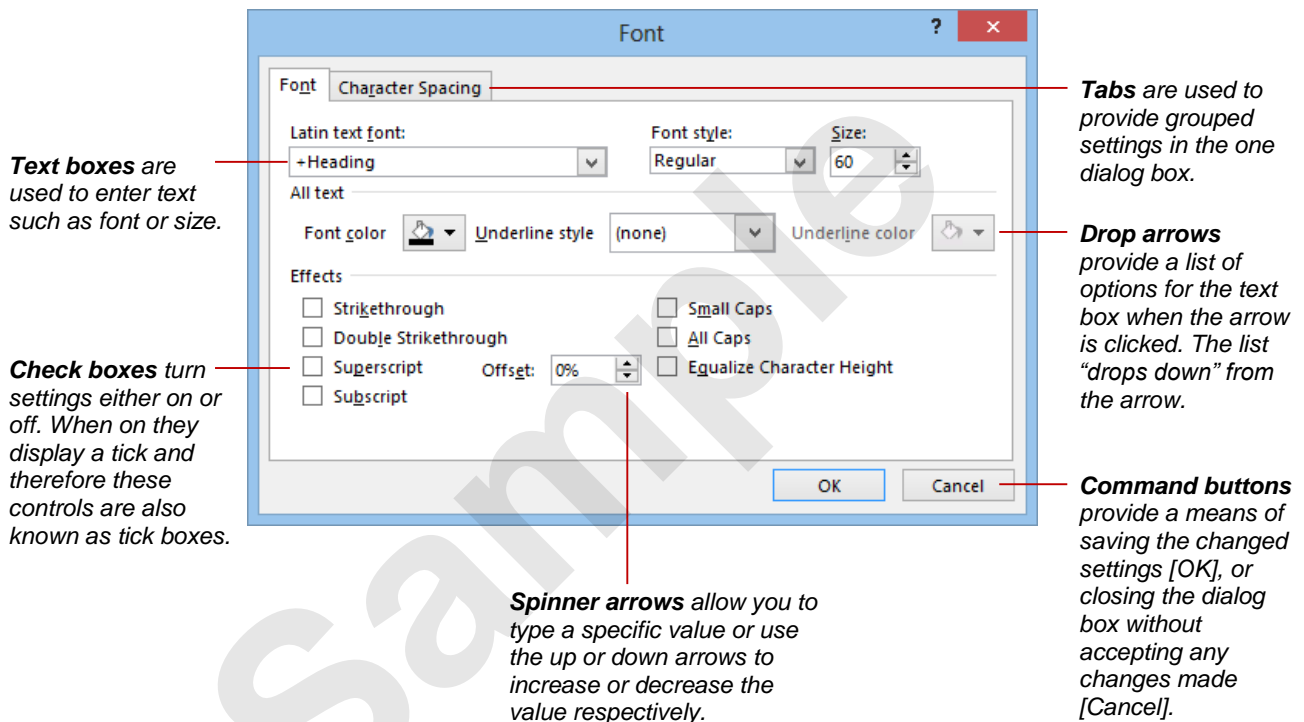 Font
?
×
Font
Character Spacing
Latin text font:
Font style:
Size:
+Heading
Regular
60
All text
Font color
Underline style
(none)
Underline color
Effects
Strikethrough
Small Caps
Double Strikethrough
All Caps
Superscript
Offset:
0%
Equalize Character Height
Subscript
OK
Cancel
Text boxes are
used to enter text
such as font or size.
Check boxes turn
settings either on or
off. When on they
display a tick and
therefore these
controls are also
known as tick boxes.
Spinner arrows allow you to
type a specific value or use
the up or down arrows to
increase or decrease the
value respectively.
Tabs are used to
provide grouped
settings in the one
dialog box.
Drop arrows
provide a list of
options for the text
box when the arrow
is clicked. The list
“drops down” from
the arrow.
Command buttons
provide a means of
saving the changed
settings [OK], or
closing the dialog
box without
accepting any
changes made
[Cancel].
Sample